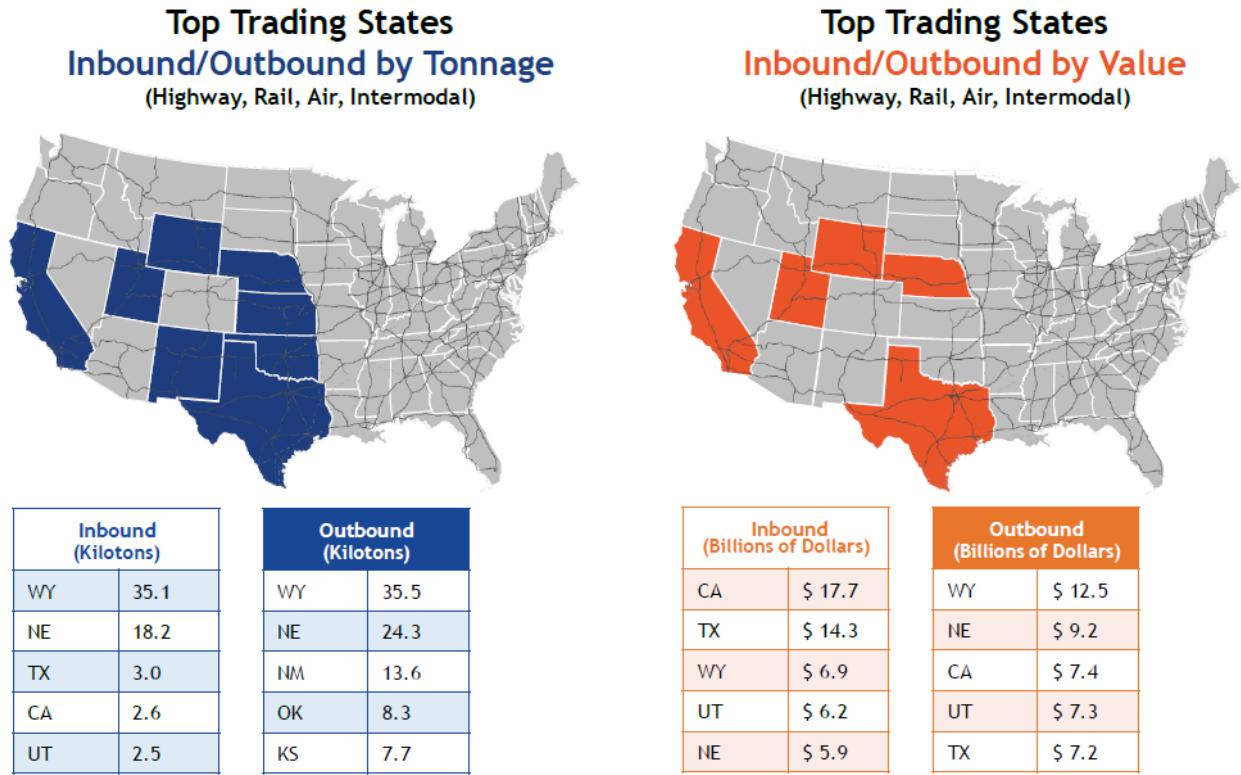 Top Trading States
Inbound/Outbound by Tonnage
(Highway, Rail, Air, Intermodal)
Inbound
(Kilotons)
WY 35.1
NE 18.2
TX 3.0
CA 2.6
UT 2.5
Outbound
(Kilotons)
WY 35.5
NE 24.3
NM 13.6
OK 8.3
KS 7.7
Top Trading States
Inbound/Outbound by Value
(Highway, Rail, Air, Intermodal)
Inbound
(Billions of Dollars)
CA $ 17.7
TX $ 14.3
WY $ 6.9
UT $ 6.2
NE $ 5.9
Outbound
(Billions of Dollars)
WY $ 12.5
NE $ 9.2
CA $ 7.4
UT $ 7.3
TX $ 7.2